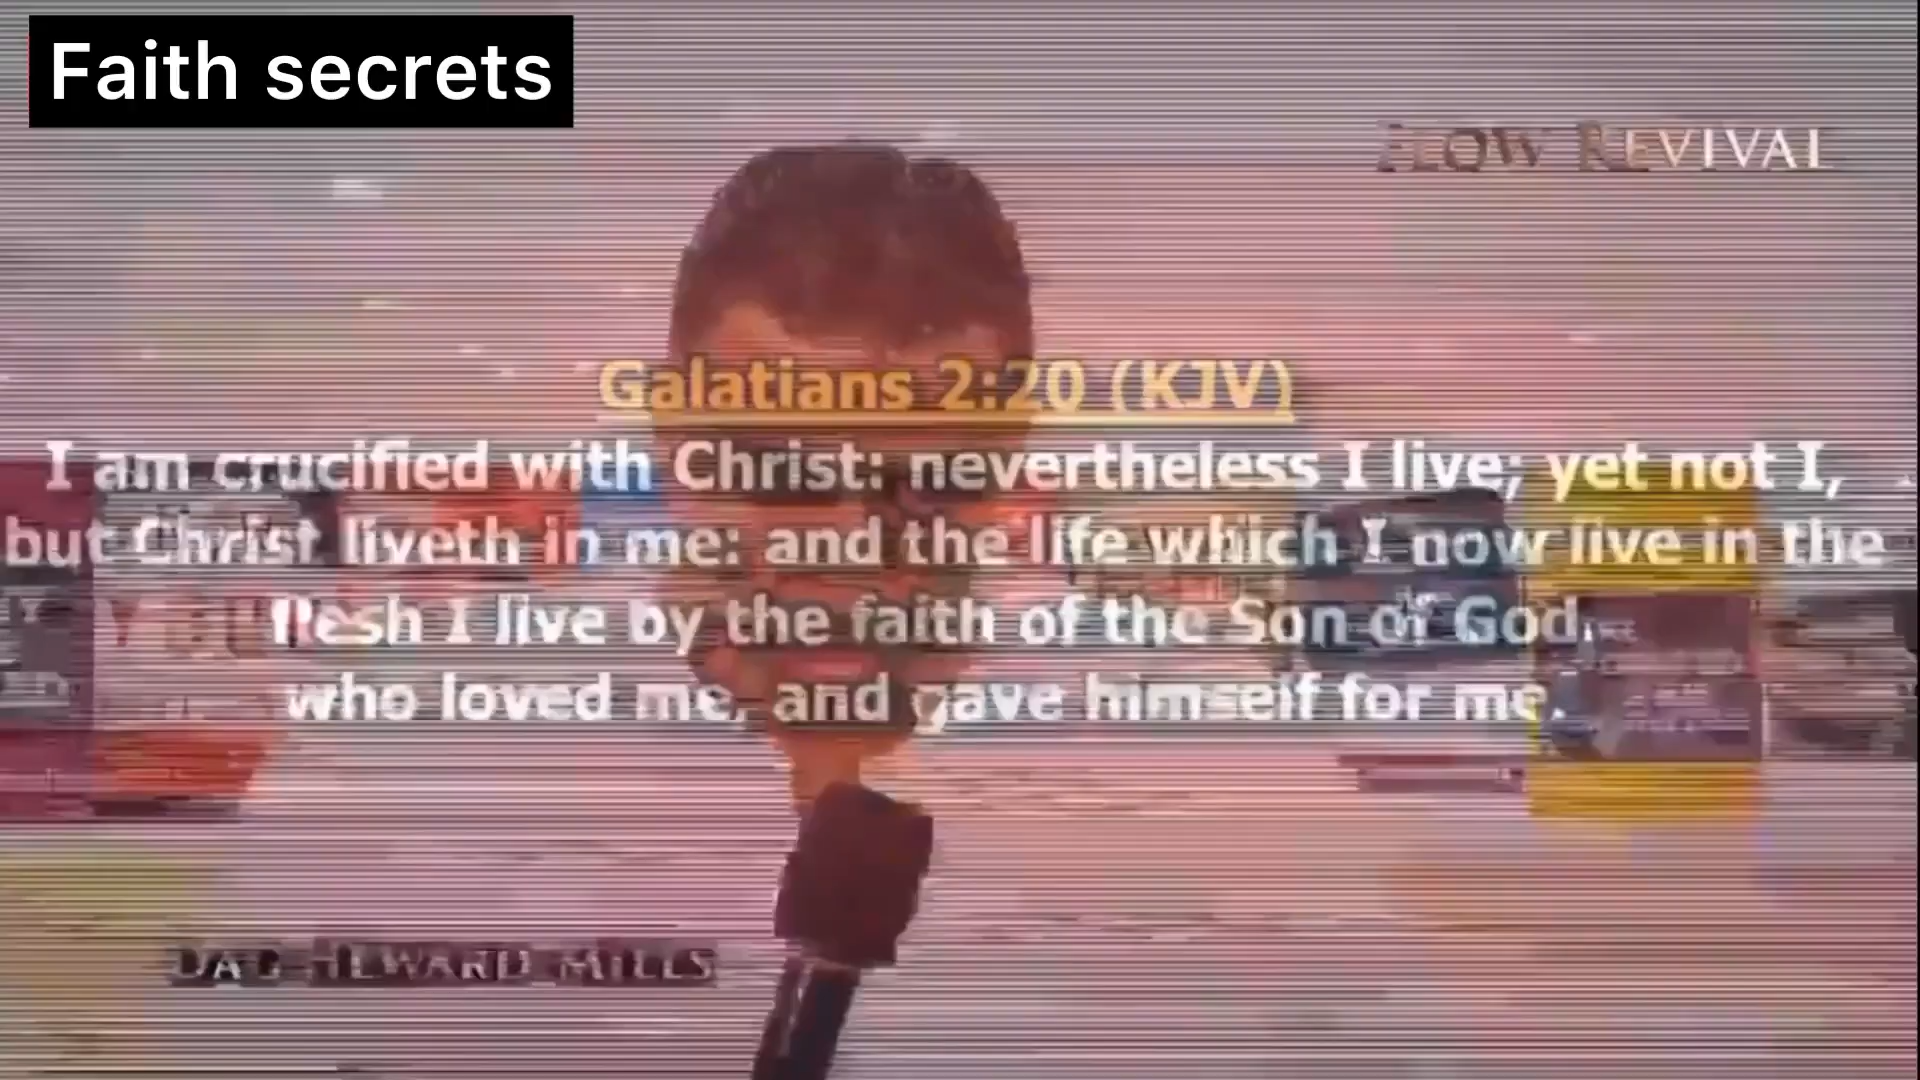 Faith secrets
FLOW REVIVAL
Galatians 2:20 (KJV)
I am crucified with Christ: nevertheless I live; yet not I,
but Christ liveth in me: and the life which I now live in the
flesh I live by the faith of the Son of God,
who loved me, and gave himself for me.
DAG HEWARD-MILLS